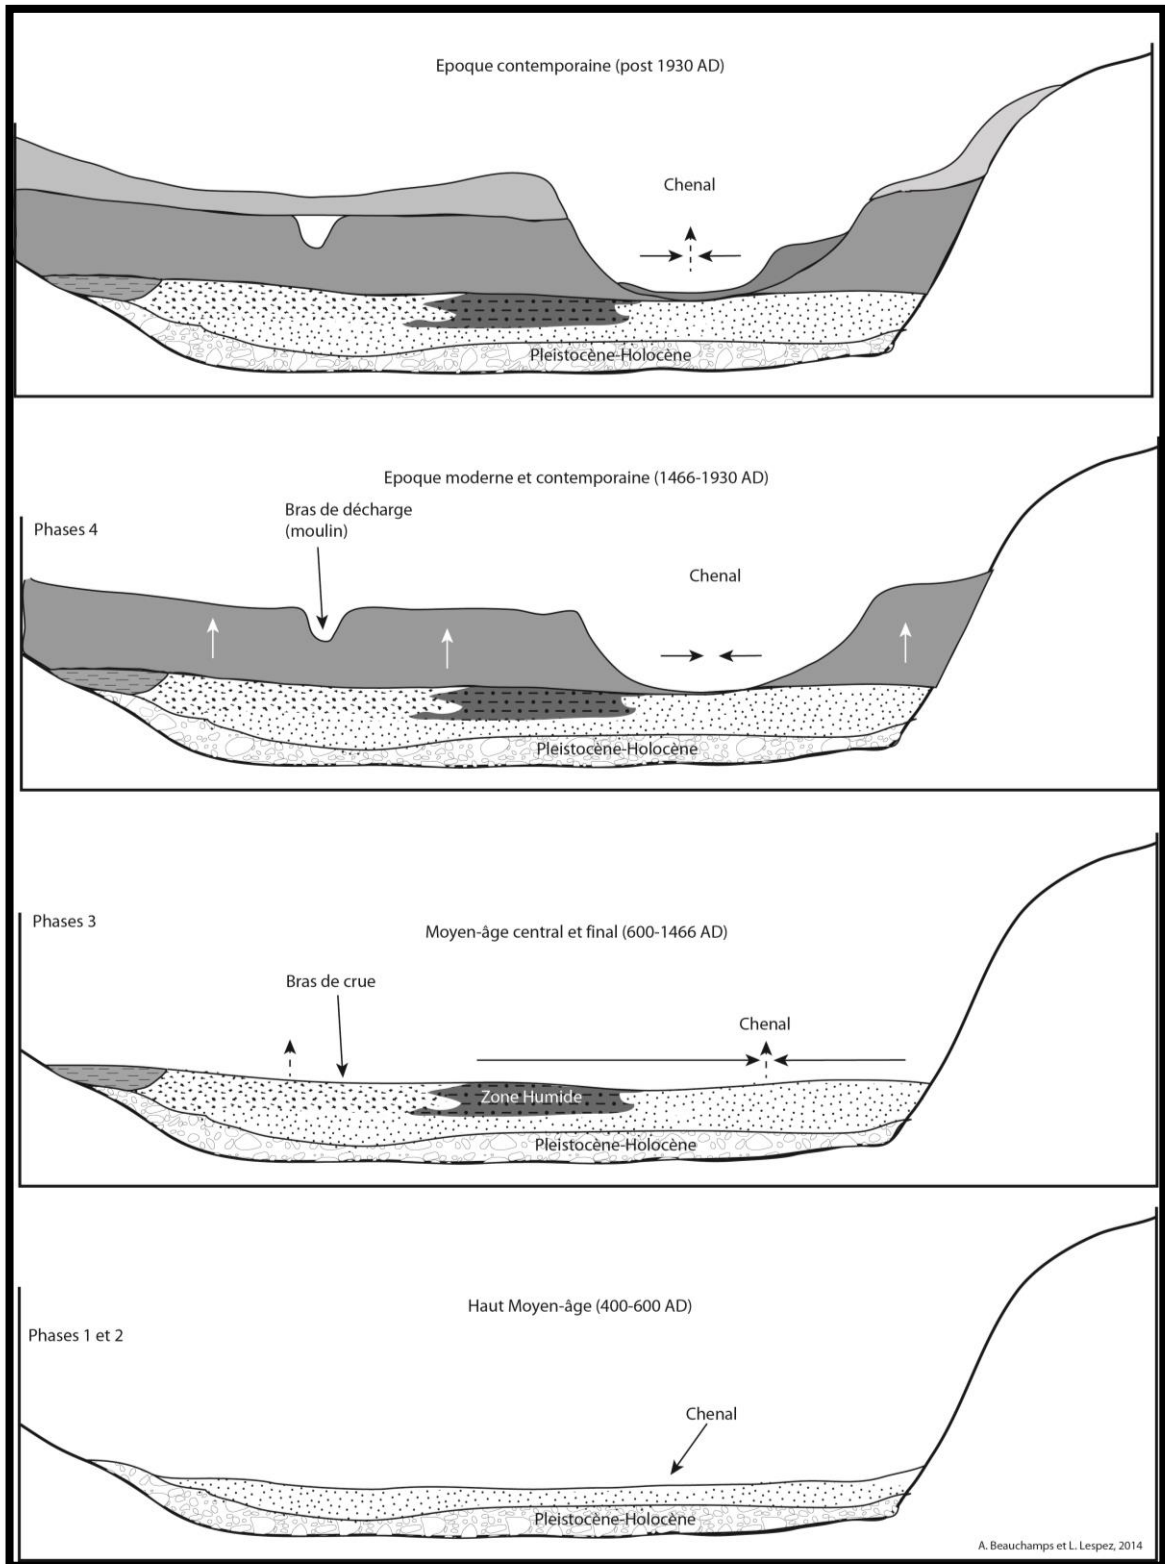 Epoque contemporaine (post 1930 AD)
Chenal
Pleistocène-Holocène
Epoque moderne et contemporaine (1466-1930 AD)
Bras de décharge
(moulin)
Phases 4
Chenal
Pleistocène-Holocène
Phases 3
Moyen-âge central et final (600-1466 AD)
Bras de crue
Chenal
Zone Humide
Pleistocène-Holocène
Haut Moyen-âge (400-600 AD)
Phases 1 et 2
Chenal
Pleistocène-Holocène
A. Beauchamps et L. Lespez, 2014